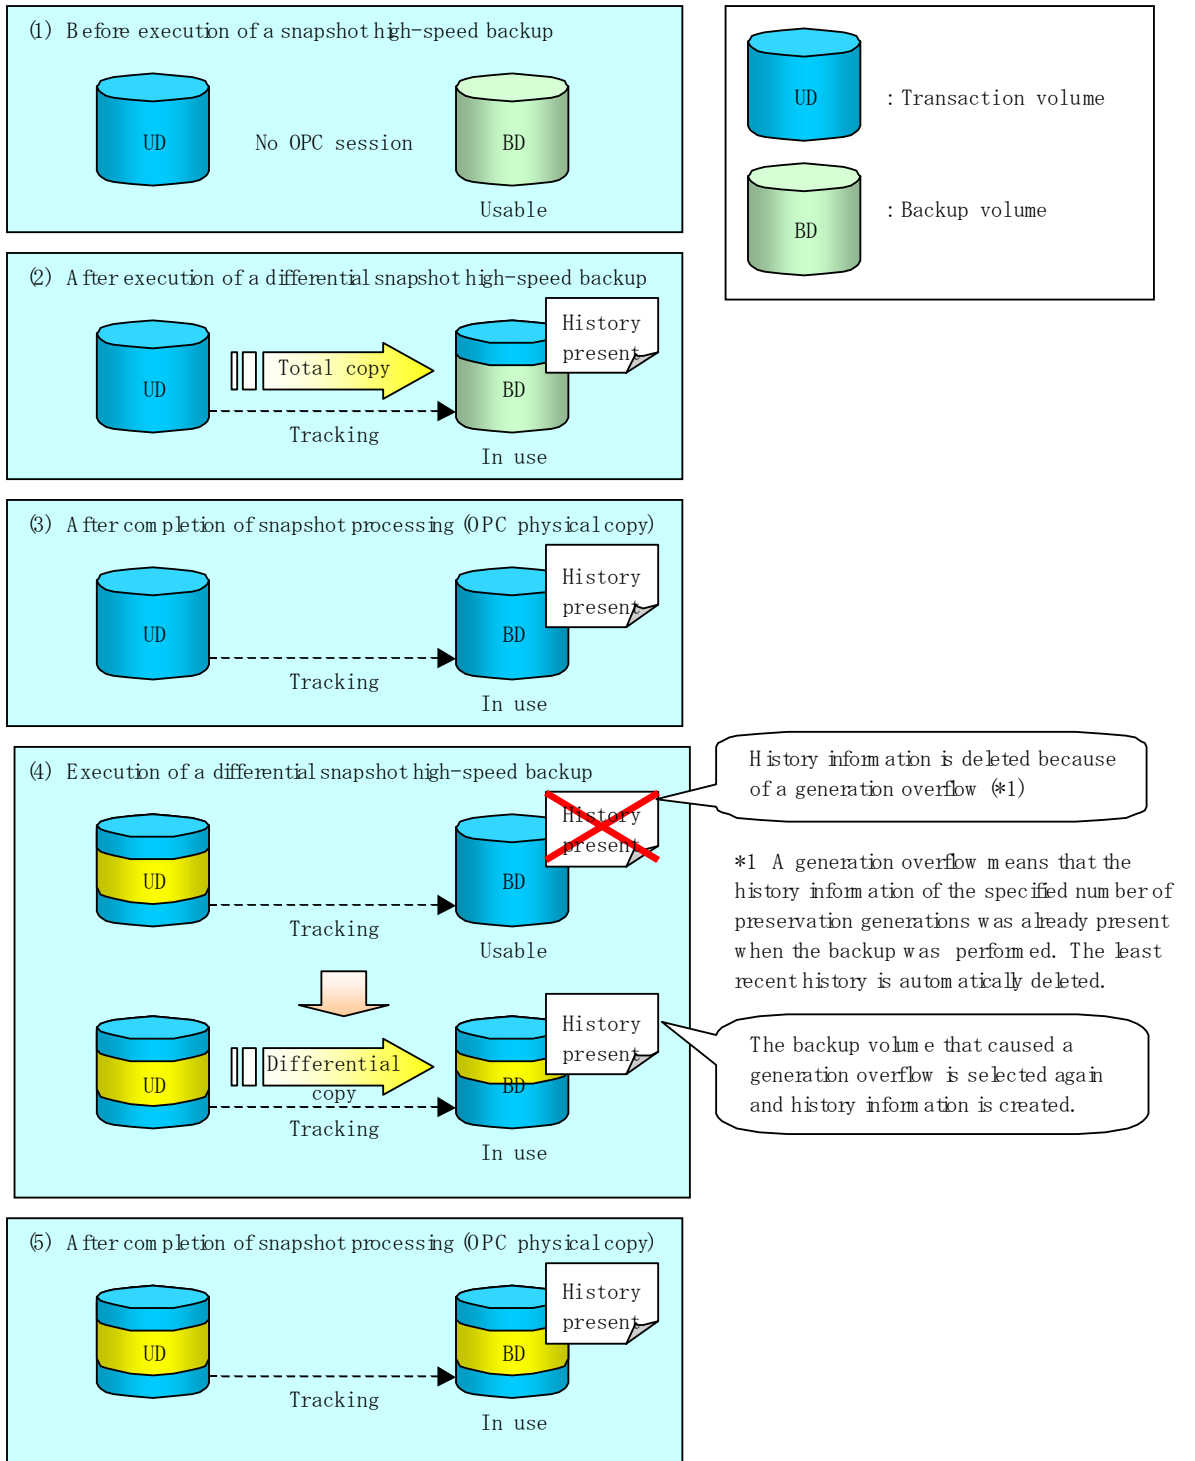 (1) Before execution of a snapshot high-speed backup
UD
No OPC session
BD
Usable
UD
: Transaction volume
BD
: Backup volume
(2) After execution of a differential snapshot high-speed backup
UD
Total copy
Tracking
BD
History
present
In use
(3) After completion of snapshot processing (OPC physical copy)
UD
Tracking
BD
History
present
In use
(4) Execution of a differential snapshot high-speed backup
UD
Tracking
BD
History
present
Usable
History information is deleted because
of a generation overflow (*1)
*1 A generation overflow means that the
history information of the specified number of
preservation generations was already present
when the backup was performed. The least
recent history is automatically deleted.
UD
Differential
copy
Tracking
BD
History
present
In use
The backup volume that caused a
generation overflow is selected again
and history information is created.
(5) After completion of snapshot processing (OPC physical copy)
UD
Tracking
BD
History
present
In use